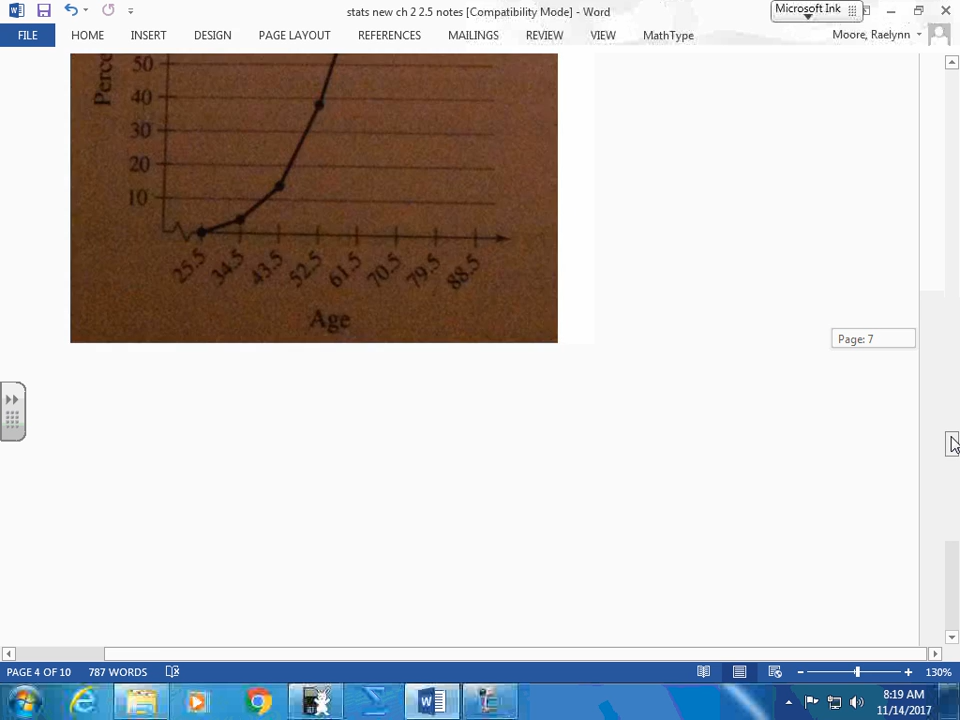 stats new ch 2 2.5 notes [Compatibility Mode] - Word
Microsoft Ink
FILE HOME INSERT DESIGN PAGE LAYOUT REFERENCES MAILINGS REVIEW VIEW MathType
Moore, Raelynn
50
40
30
20
10
25.5 34.5 43.5 52.5 61.5 70.5 79.5 88.5
Age
Page: 7
PAGE 4 OF 10 787 WORDS
130%
8:19 AM
11/14/2017